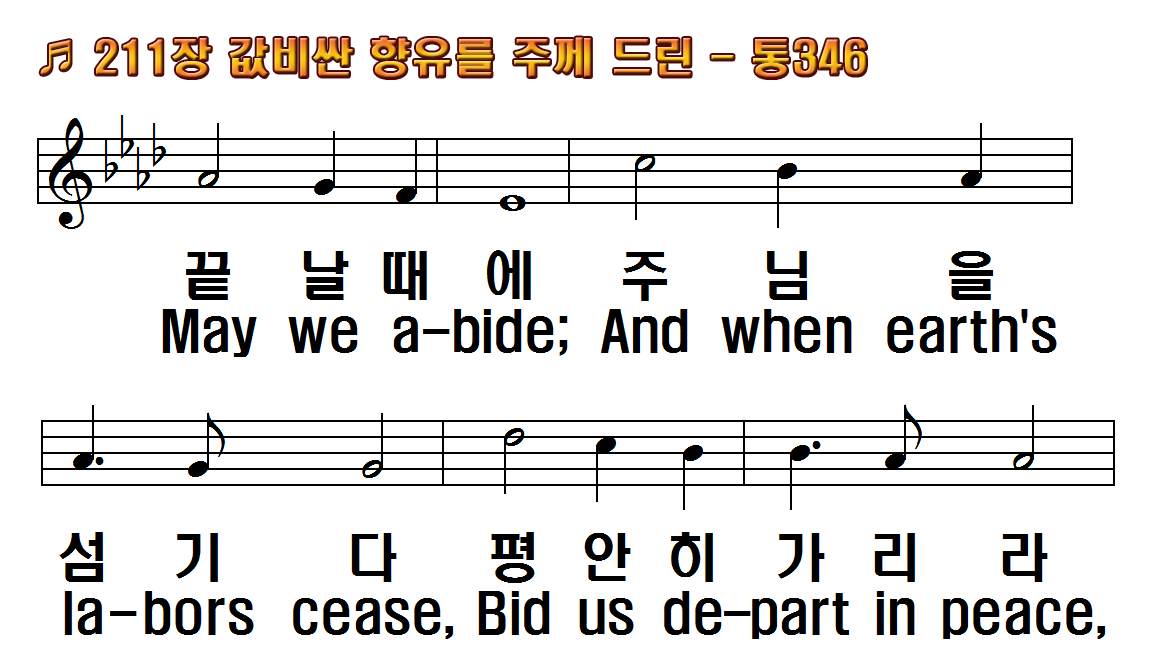 ♬ 211장 값비싼 향유를 주께 드린 - 통346
끝 날 때 에 주 님 을
May we a-bide; And when earth's
섬 기 다 평 안 히 가 리 라
la-bors cease, Bid us de-part in peace,